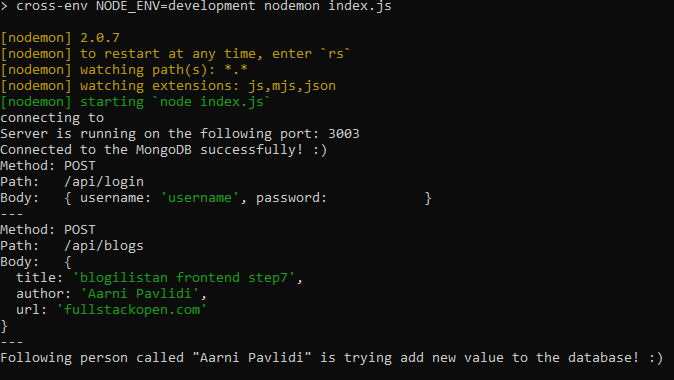 > cross-env NODE_ENV=development nodemon index.js
[nodemon] 2.0.7
[nodemon] to restart at any time, enter `rs`
[nodemon] watching path(s): *.*
[nodemon] watching extensions: js,mjs,json
[nodemon] starting `node index.js`
connecting to
Server is running on the following port: 3003
Connected to the MongoDB successfully! :)
Method: POST
Path:   /api/login
Body:   { username: 'username', password:            }
---
Method: POST
Path:   /api/blogs
Body:   {
  title: 'blogilistan frontend step7',
  author: 'Aarni Pavlidi',
  url: 'fullstackopen.com'
}
---
Following person called "Aarni Pavlidi" is trying add new value to the database! :)